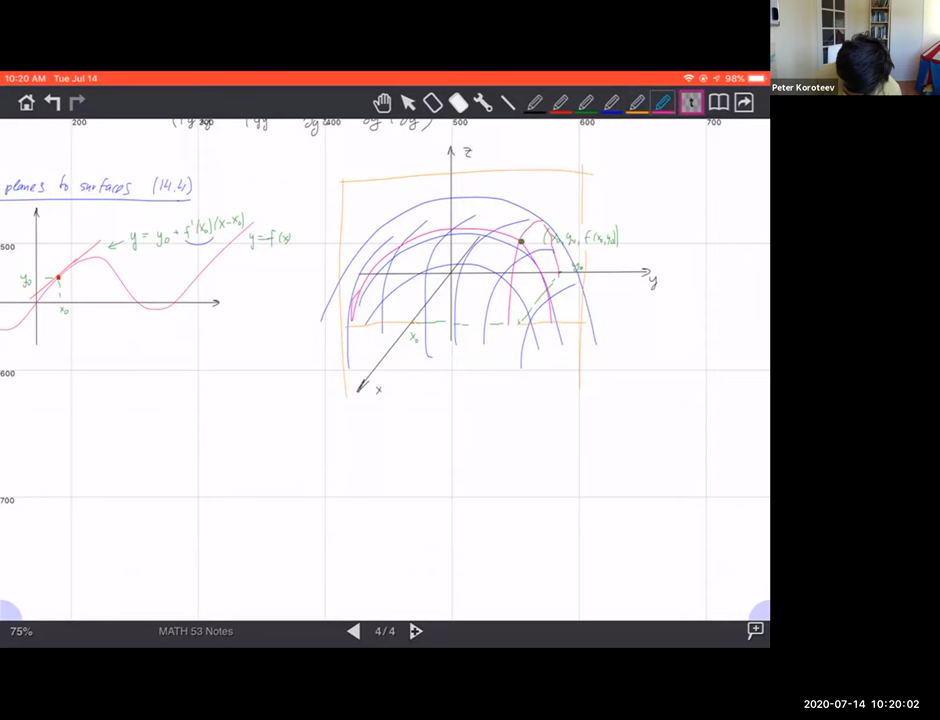 10:20 AM Tue Jul 14
98%
Peter Koroteev
t
200
500
600
700
planes to surfaces (14.4)
y = y₀ + f'(x₀)(x-x₀)
y=f(x)
y₀
x₀
z
(x₀, y₀, f(x₀,y₀))
y₀
y
x₀
x
500
600
700
75%
MATH 53 Notes
4/4
2020-07-14 10:20:02